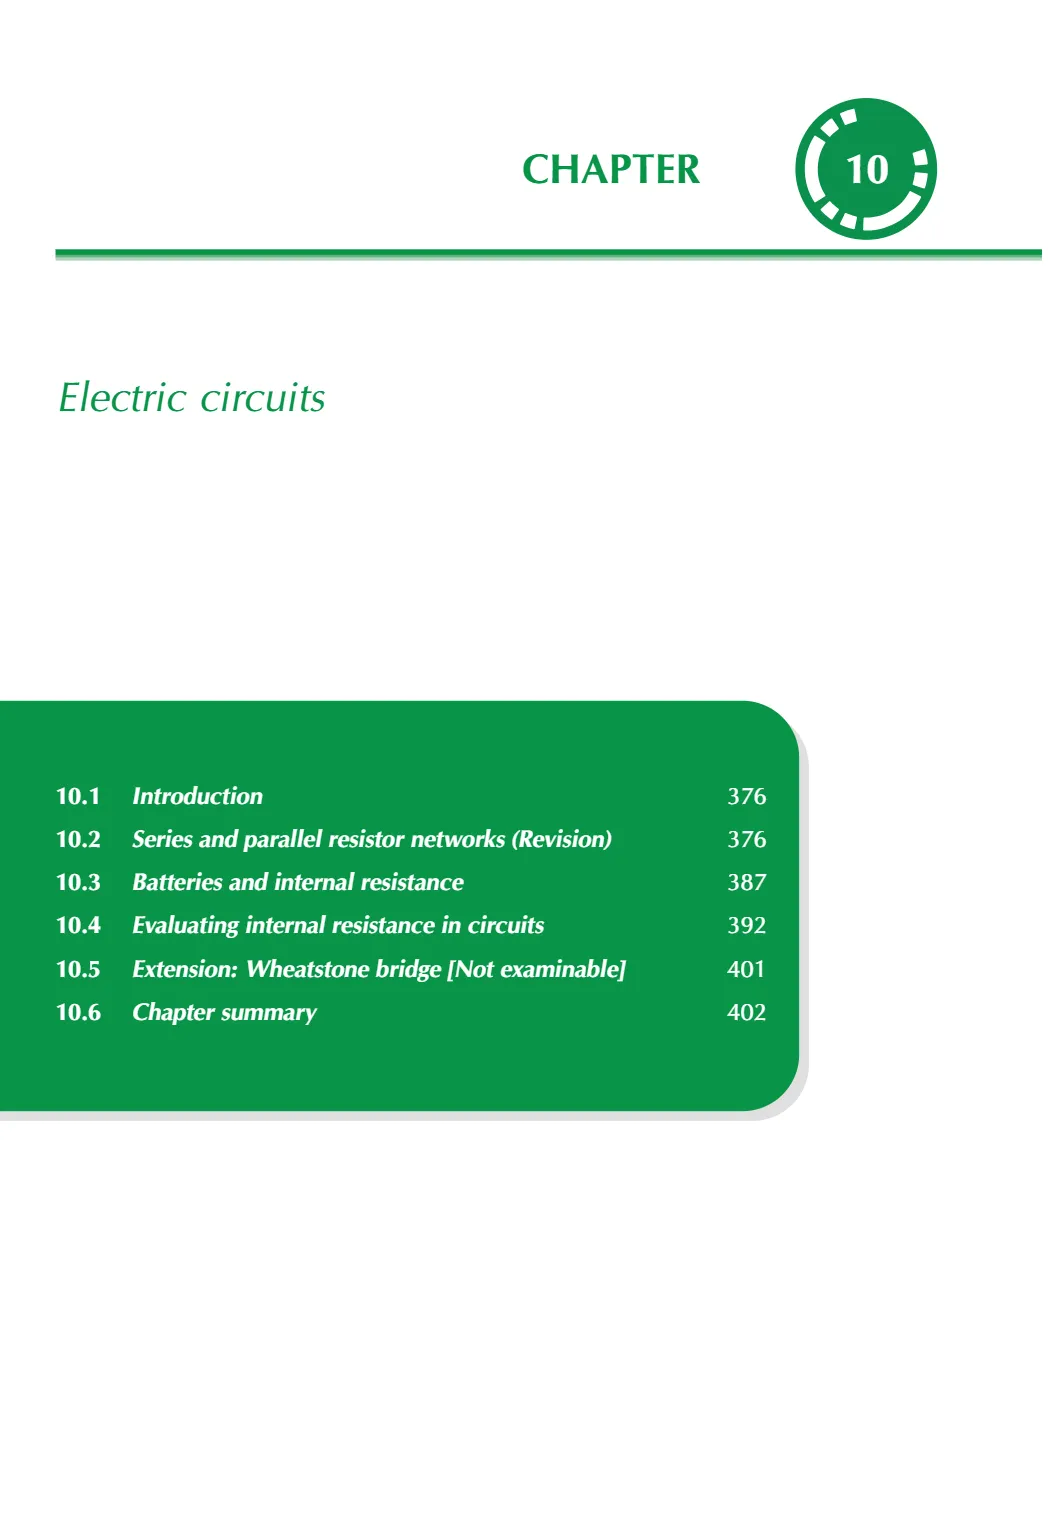 CHAPTER 10
Electric circuits
10.1 Introduction 376
10.2 Series and parallel resistor networks (Revision) 376
10.3 Batteries and internal resistance 387
10.4 Evaluating internal resistance in circuits 392
10.5 Extension: Wheatstone bridge [Not examinable] 401
10.6 Chapter summary 402